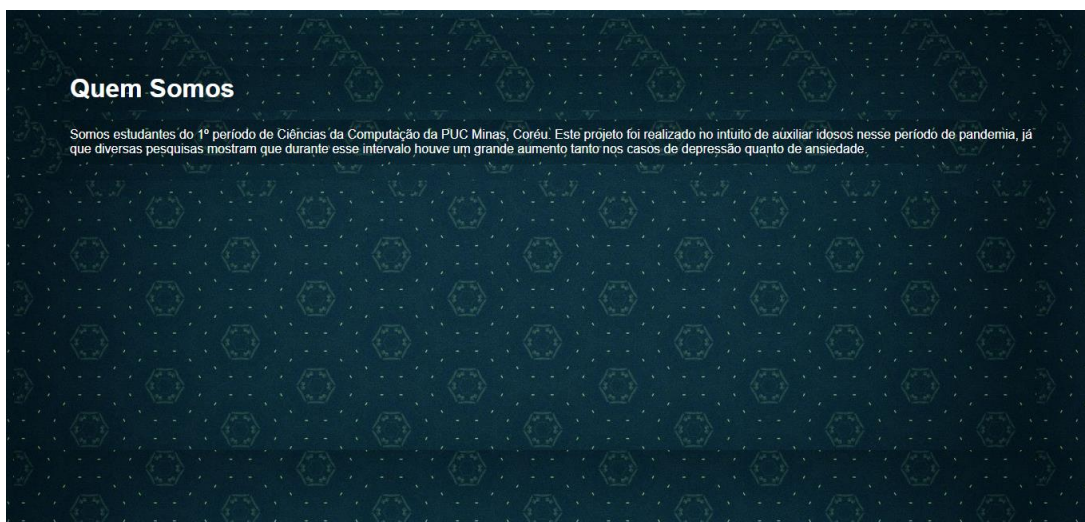 Quem Somos
Somos estudantes do 1º período de Ciências da Computação da PUC Minas, Coréu. Este projeto foi realizado no intuito de auxiliar idosos nesse período de pandemia, já
que diversas pesquisas mostram que durante esse intervalo houve um grande aumento tanto nos casos de depressão quanto de ansiedade.